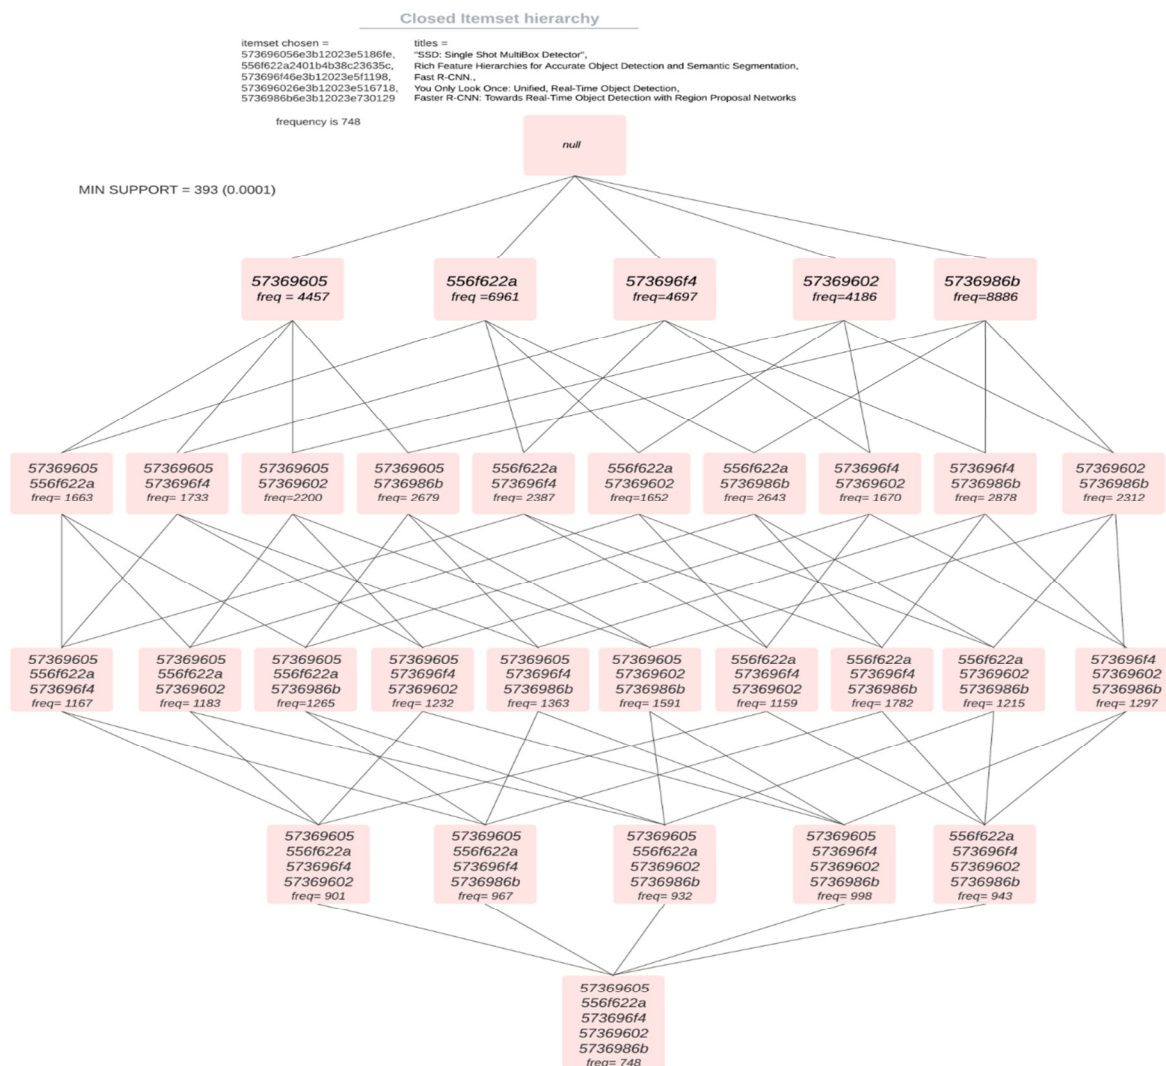 Closed Itemset hierarchy
itemset chosen =
573696056e3b12023e5186fe,
556f622a2401b4b38c23635c,
573696f46e3b12023e5f1198,
573696026e3b12023e516718,
5736986b6e3b12023e730129
titles =
"SSD: Single Shot MultiBox Detector",
Rich Feature Hierarchies for Accurate Object Detection and Semantic Segmentation,
Fast R-CNN.,
You Only Look Once: Unified, Real-Time Object Detection,
Faster R-CNN: Towards Real-Time Object Detection with Region Proposal Networks
frequency is 748
null
MIN SUPPORT = 393 (0.0001)
57369605
freq = 4457
556f622a
freq =6961
573696f4
freq=4697
57369602
freq=4186
5736986b
freq=8886
57369605
556f622a
freq= 1663
57369605
573696f4
freq= 1733
57369605
57369602
freq=2200
57369605
5736986b
freq= 2679
556f622a
573696f4
freq= 2387
556f622a
57369602
freq=1652
556f622a
5736986b
freq= 2643
573696f4
57369602
freq= 1670
573696f4
5736986b
freq= 2878
57369602
5736986b
freq= 2312
57369605
556f622a
573696f4
freq= 1167
57369605
556f622a
57369602
freq= 1183
57369605
556f622a
5736986b
freq=1265
57369605
573696f4
57369602
freq= 1232
57369605
573696f4
5736986b
freq= 1363
57369605
57369602
5736986b
freq= 1591
556f622a
573696f4
57369602
freq= 1159
556f622a
573696f4
5736986b
freq= 1782
556f622a
57369602
5736986b
freq= 1215
573696f4
57369602
5736986b
freq= 1297
57369605
556f622a
573696f4
57369602
freq= 901
57369605
556f622a
573696f4
5736986b
freq= 967
57369605
556f622a
57369602
5736986b
freq= 932
57369605
573696f4
57369602
5736986b
freq= 998
556f622a
573696f4
57369602
5736986b
freq= 943
57369605
556f622a
573696f4
57369602
5736986b
freq= 748